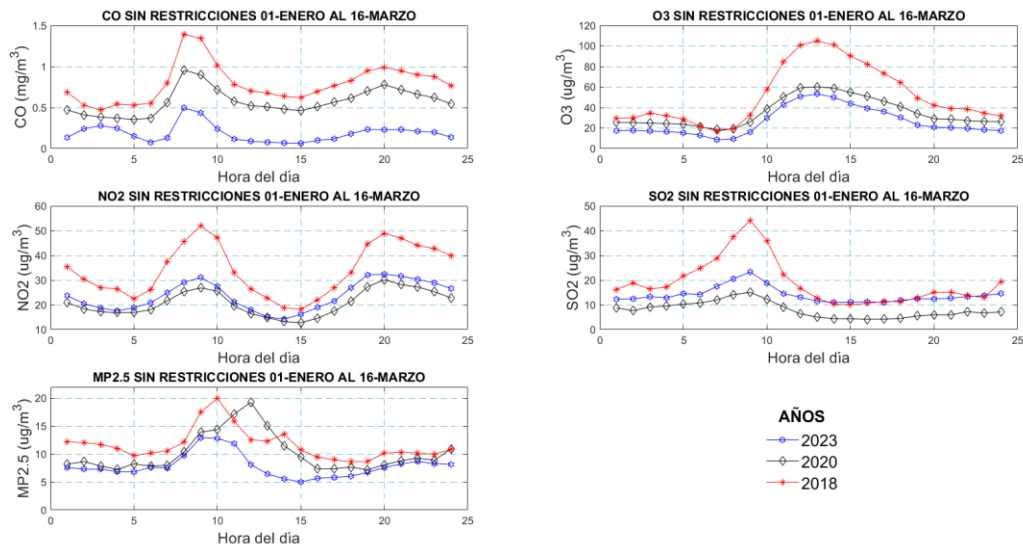 CO SIN RESTRICCIONES 01-ENERO AL 16-MARZO
1.5
1
0.5
0
CO (mg/m³)
0 5 10 15 20 25
Hora del dìa
O3 SIN RESTRICCIONES 01-ENERO AL 16-MARZO
120
100
80
60
40
20
0
O3 (ug/m³)
0 5 10 15 20 25
Hora del dìa
NO2 SIN RESTRICCIONES 01-ENERO AL 16-MARZO
60
50
40
30
20
10
NO2 (ug/m³)
0 5 10 15 20 25
Hora del dìa
SO2 SIN RESTRICCIONES 01-ENERO AL 16-MARZO
50
40
30
20
10
0
SO2 (ug/m³)
0 5 10 15 20 25
Hora del dìa
MP2.5 SIN RESTRICCIONES 01-ENERO AL 16-MARZO
20
15
10
5
0
MP2.5 (ug/m³)
0 5 10 15 20 25
Hora del dìa
AÑOS
2023
2020
2018